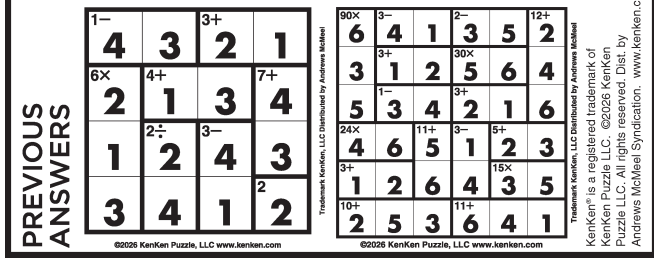 PREVIOUS
ANSWERS
1− 3+
4 3 2 1
6× 4+ 7+
2 1 3 4
2÷ 3−
1 2 4 3
2
3 4 1 2
©2026 KenKen Puzzle, LLC www.kenken.com
Trademark KenKen, LLC Distributed by Andrews McMeel
90× 3− 2− 12+
6 4 1 3 5 2
3+ 30×
3 1 2 5 6 4
1− 3+
5 3 4 2 1 6
24× 11+ 3− 5+
4 6 5 1 2 3
3+ 15×
1 2 6 4 3 5
10+ 11+
2 5 3 6 4 1
©2026 KenKen Puzzle, LLC www.kenken.com
Trademark KenKen, LLC Distributed by Andrews McMeel
KenKen® is a registered trademark of
KenKen Puzzle LLC. ©2026 KenKen
Puzzle LLC. All rights reserved. Dist. by
Andrews McMeel Syndication. www.kenken.c